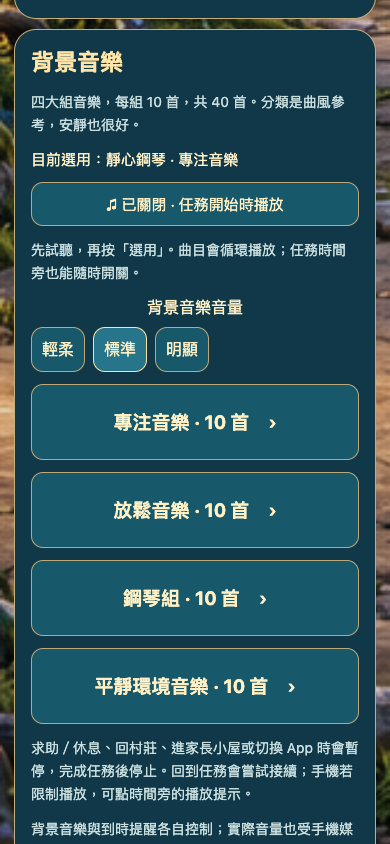 背景音樂
四大組音樂，每組 10 首，共 40 首。分類是曲風參
考，安靜也很好。
目前選用：靜心鋼琴 · 專注音樂
♫ 已關閉 · 任務開始時播放
先試聽，再按「選用」。曲目會循環播放；任務時間
旁也能隨時開關。
背景音樂音量
輕柔
標準
明顯
專注音樂 · 10 首 ›
放鬆音樂 · 10 首 ›
鋼琴組 · 10 首 ›
平靜環境音樂 · 10 首 ›
求助 / 休息、回村莊、進家長小屋或切換 App 時會暫
停，完成任務後停止。回到任務會嘗試接續；手機若
限制播放，可點時間旁的播放提示。
背景音樂與到時提醒各自控制；實際音量也受手機媒